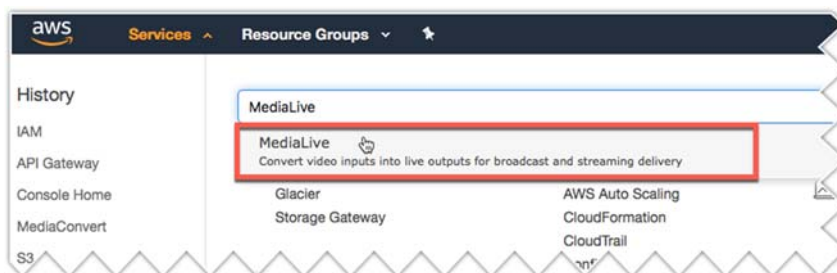 aws
Services
Resource Groups
History
IAM
API Gateway
Console Home
MediaConvert
S3
MediaLive
MediaLive
Convert video inputs into live outputs for broadcast and streaming delivery
Glacier
Storage Gateway
AWS Auto Scaling
CloudFormation
CloudTrail